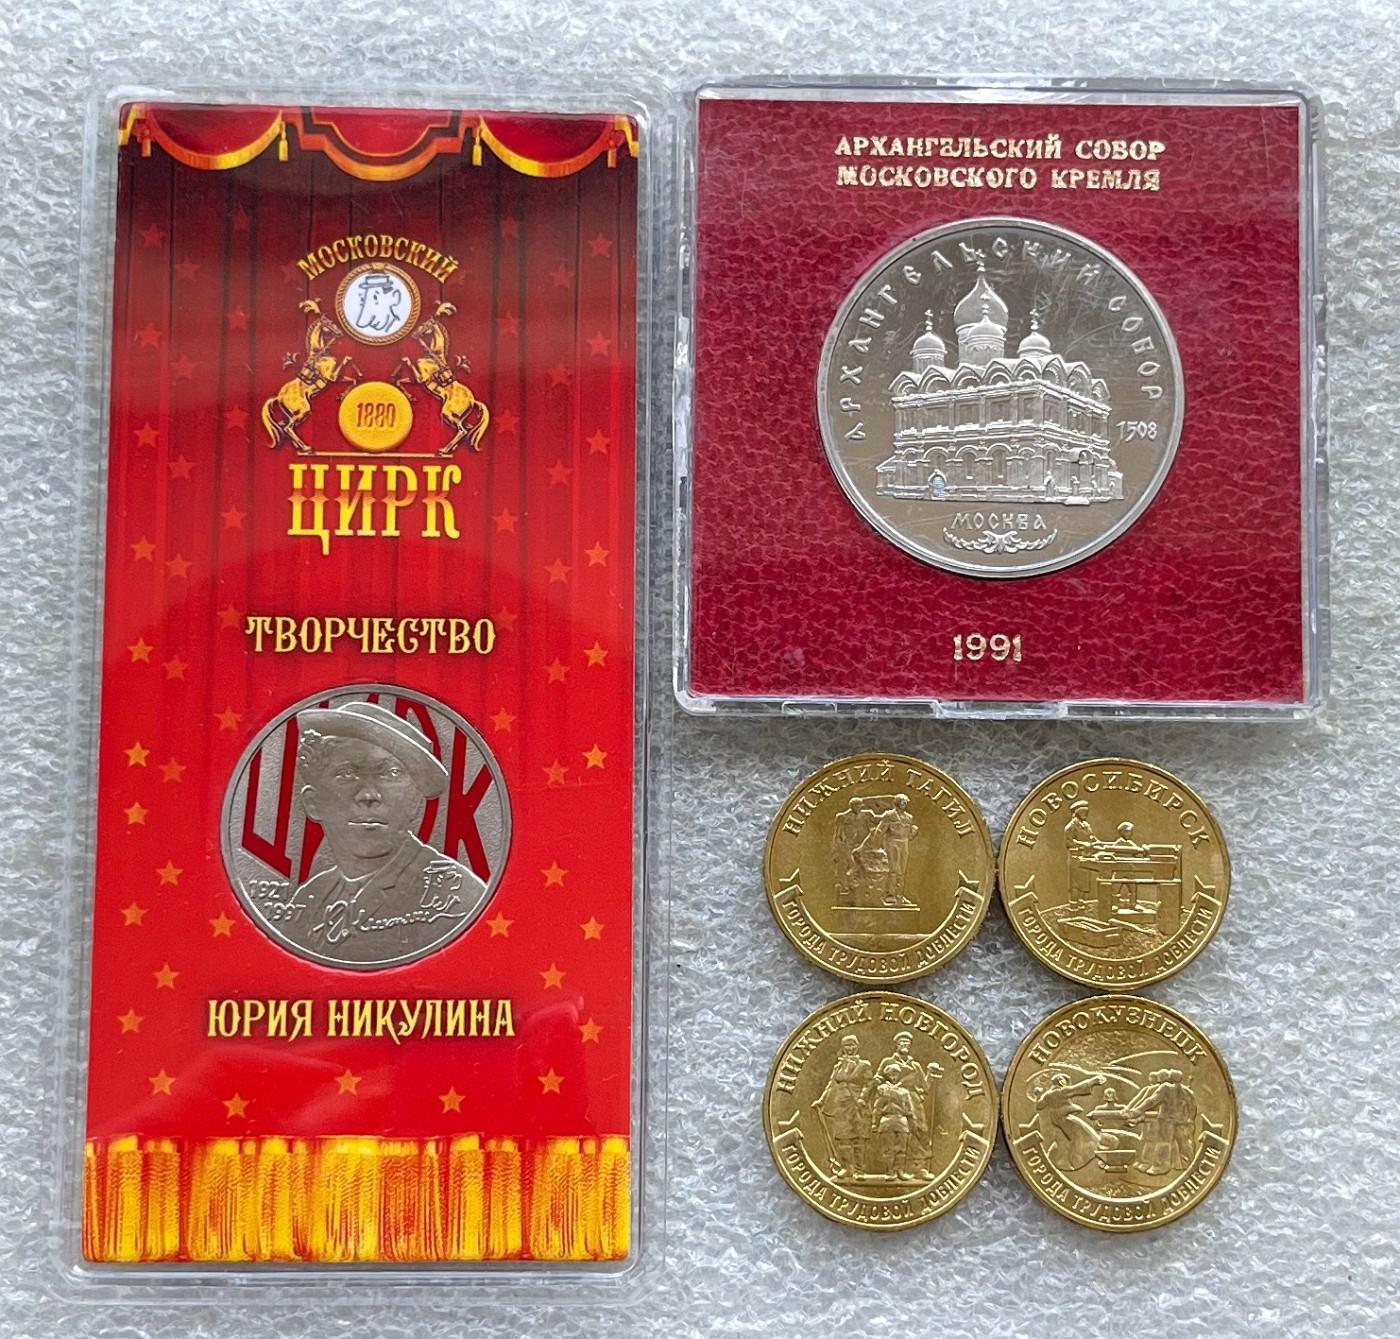 МОСКОВСКИЙ
1880
ЦИРК
ТВОРЧЕСТВО
ЦИРК
1921
1997
Ю. Никулин
ЮРИЯ НИКУЛИНА
АРХАНГЕЛЬСКИЙ СОБОР
МОСКОВСКОГО КРЕМЛЯ
АРХАНГЕЛЬСКИЙ СОБОР
1508
МОСКВА
1991
НИЖНИЙ ТАГИЛ
ГОРОДА ТРУДОВОЙ ДОБЛЕСТИ
НОВОСИБИРСК
ГОРОДА ТРУДОВОЙ ДОБЛЕСТИ
НИЖНИЙ НОВГОРОД
ГОРОДА ТРУДОВОЙ ДОБЛЕСТИ
НОВОКУЗНЕЦК
ГОРОДА ТРУДОВОЙ ДОБЛЕСТИ